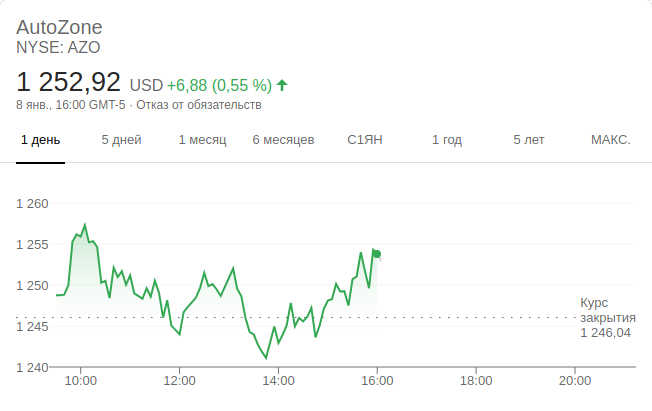 AutoZone
NYSE: AZO
1 252,92 USD +6,88 (0,55 %)
8 янв., 16:00 GMT-5 · Отказ от обязательств
1 день 5 дней 1 месяц 6 месяцев С1ЯН 1 год 5 лет МАКС.
1 260
1 255
1 250
1 245
1 240
Курс
закрытия
1 246,04
10:00 12:00 14:00 16:00 18:00 20:00